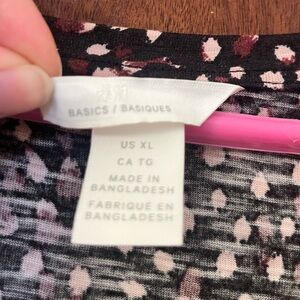 BASICS / BASIQUES
US XL
CA TG
MADE IN
BANGLADESH
FABRIQUÉ EN
BANGLADESH